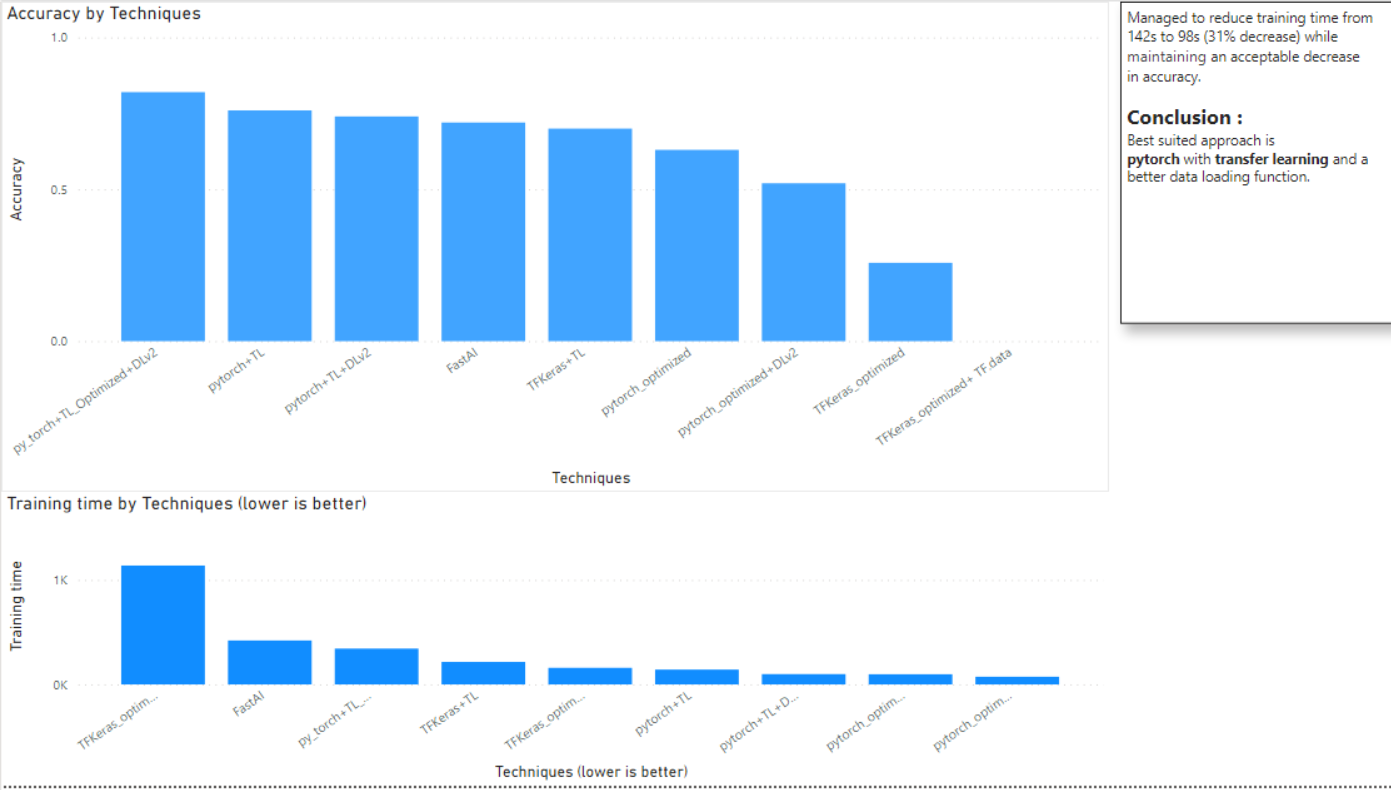 Accuracy by Techniques
1.0
0.5
0.0
Accuracy
py_torch+TL_Optimized+DLv2
pytorch+TL
pytorch+TL+DLv2
FastAI
TFKeras+TL
pytorch_optimized
pytorch_optimized+DLv2
TFKeras_optimized
TFKeras_optimized+ TF.data
Techniques
Managed to reduce training time from
142s to 98s (31% decrease) while
maintaining an acceptable decrease
in accuracy.
Conclusion :
Best suited approach is
pytorch with transfer learning and a
better data loading function.
Training time by Techniques (lower is better)
1K
0K
Training time
TFKeras_optim...
FastAI
py_torch+TL_...
TFKeras+TL
TFKeras_optim...
pytorch+TL
pytorch+TL+D...
pytorch_optim...
pytorch_optim...
Techniques (lower is better)